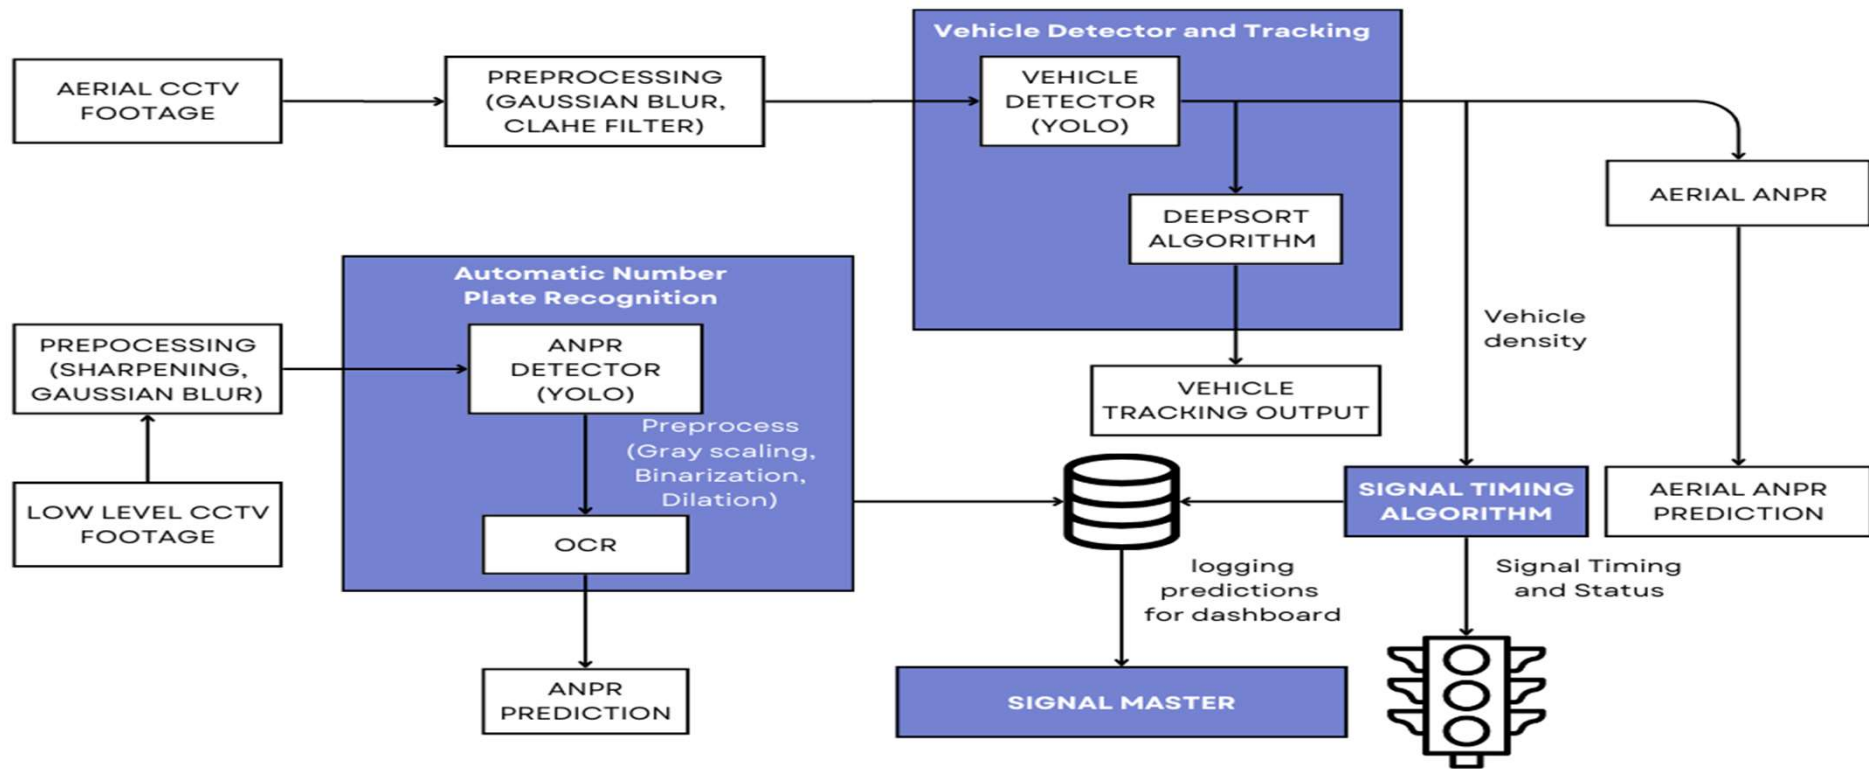 Vehicle Detector and Tracking
AERIAL CCTV
FOOTAGE
PREPROCESSING
(GAUSSIAN BLUR,
CLAHE FILTER)
VEHICLE
DETECTOR
(YOLO)
AERIAL ANPR
DEEPSORT
ALGORITHM
Automatic Number
Plate Recognition
PREPOCESSING
(SHARPENING,
GAUSSIAN BLUR)
ANPR
DETECTOR
(YOLO)
Vehicle
density
VEHICLE
TRACKING OUTPUT
Preprocess
(Gray scaling,
Binarization,
Dilation)
LOW LEVEL CCTV
FOOTAGE
SIGNAL TIMING
ALGORITHM
AERIAL ANPR
PREDICTION
OCR
logging
predictions
for dashboard
Signal Timing
and Status
ANPR
PREDICTION
SIGNAL MASTER